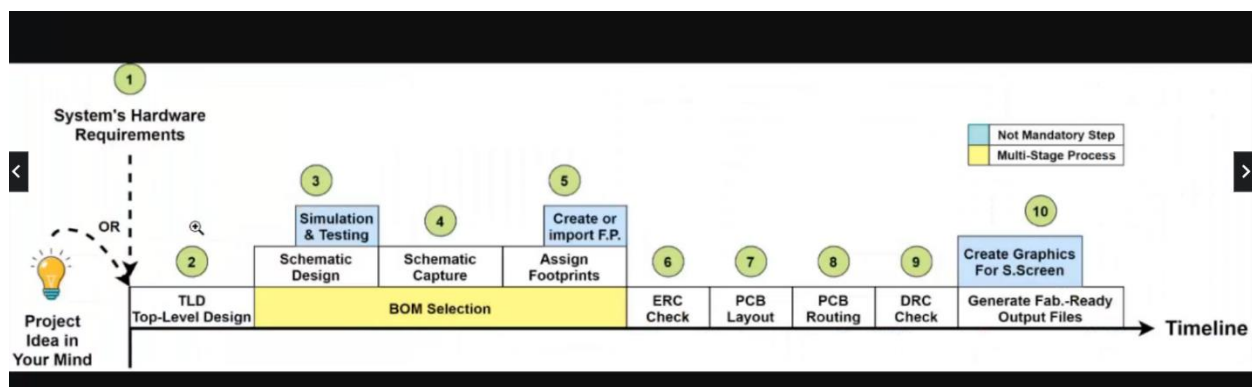 1
System's Hardware
Requirements
OR
Project
Idea in
Your Mind
2
TLD
Top-Level Design
3
Simulation
& Testing
Schematic
Design
4
Schematic
Capture
5
Create or
import F.P.
Assign
Footprints
BOM Selection
6
ERC
Check
7
PCB
Layout
8
PCB
Routing
9
DRC
Check
10
Create Graphics
For S.Screen
Generate Fab.-Ready
Output Files
Timeline
Not Mandatory Step
Multi-Stage Process